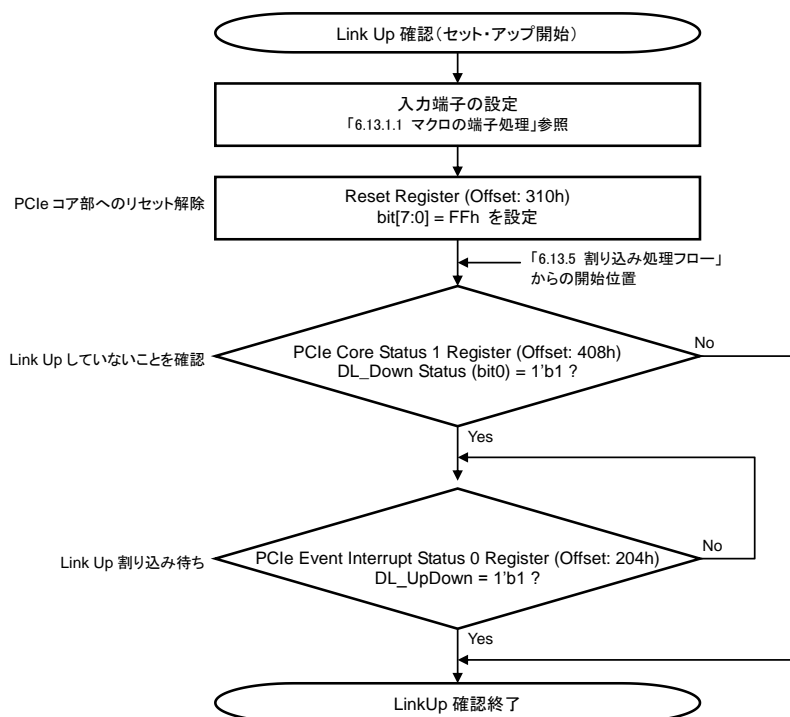 Link Up 確認（セット・アップ開始）
入力端子の設定
「6.13.1.1 マクロの端子処理」参照
PCIe コア部へのリセット解除
Reset Register (Offset: 310h)
bit[7:0] = FFh を設定
「6.13.5 割り込み処理フロー」
からの開始位置
Link Up していないことを確認
PCIe Core Status 1 Register (Offset: 408h)
DL_Down Status (bit0) = 1'b1 ?
No
Yes
Link Up 割り込み待ち
PCIe Event Interrupt Status 0 Register (Offset: 204h)
DL_UpDown = 1'b1 ?
No
Yes
LinkUp 確認終了